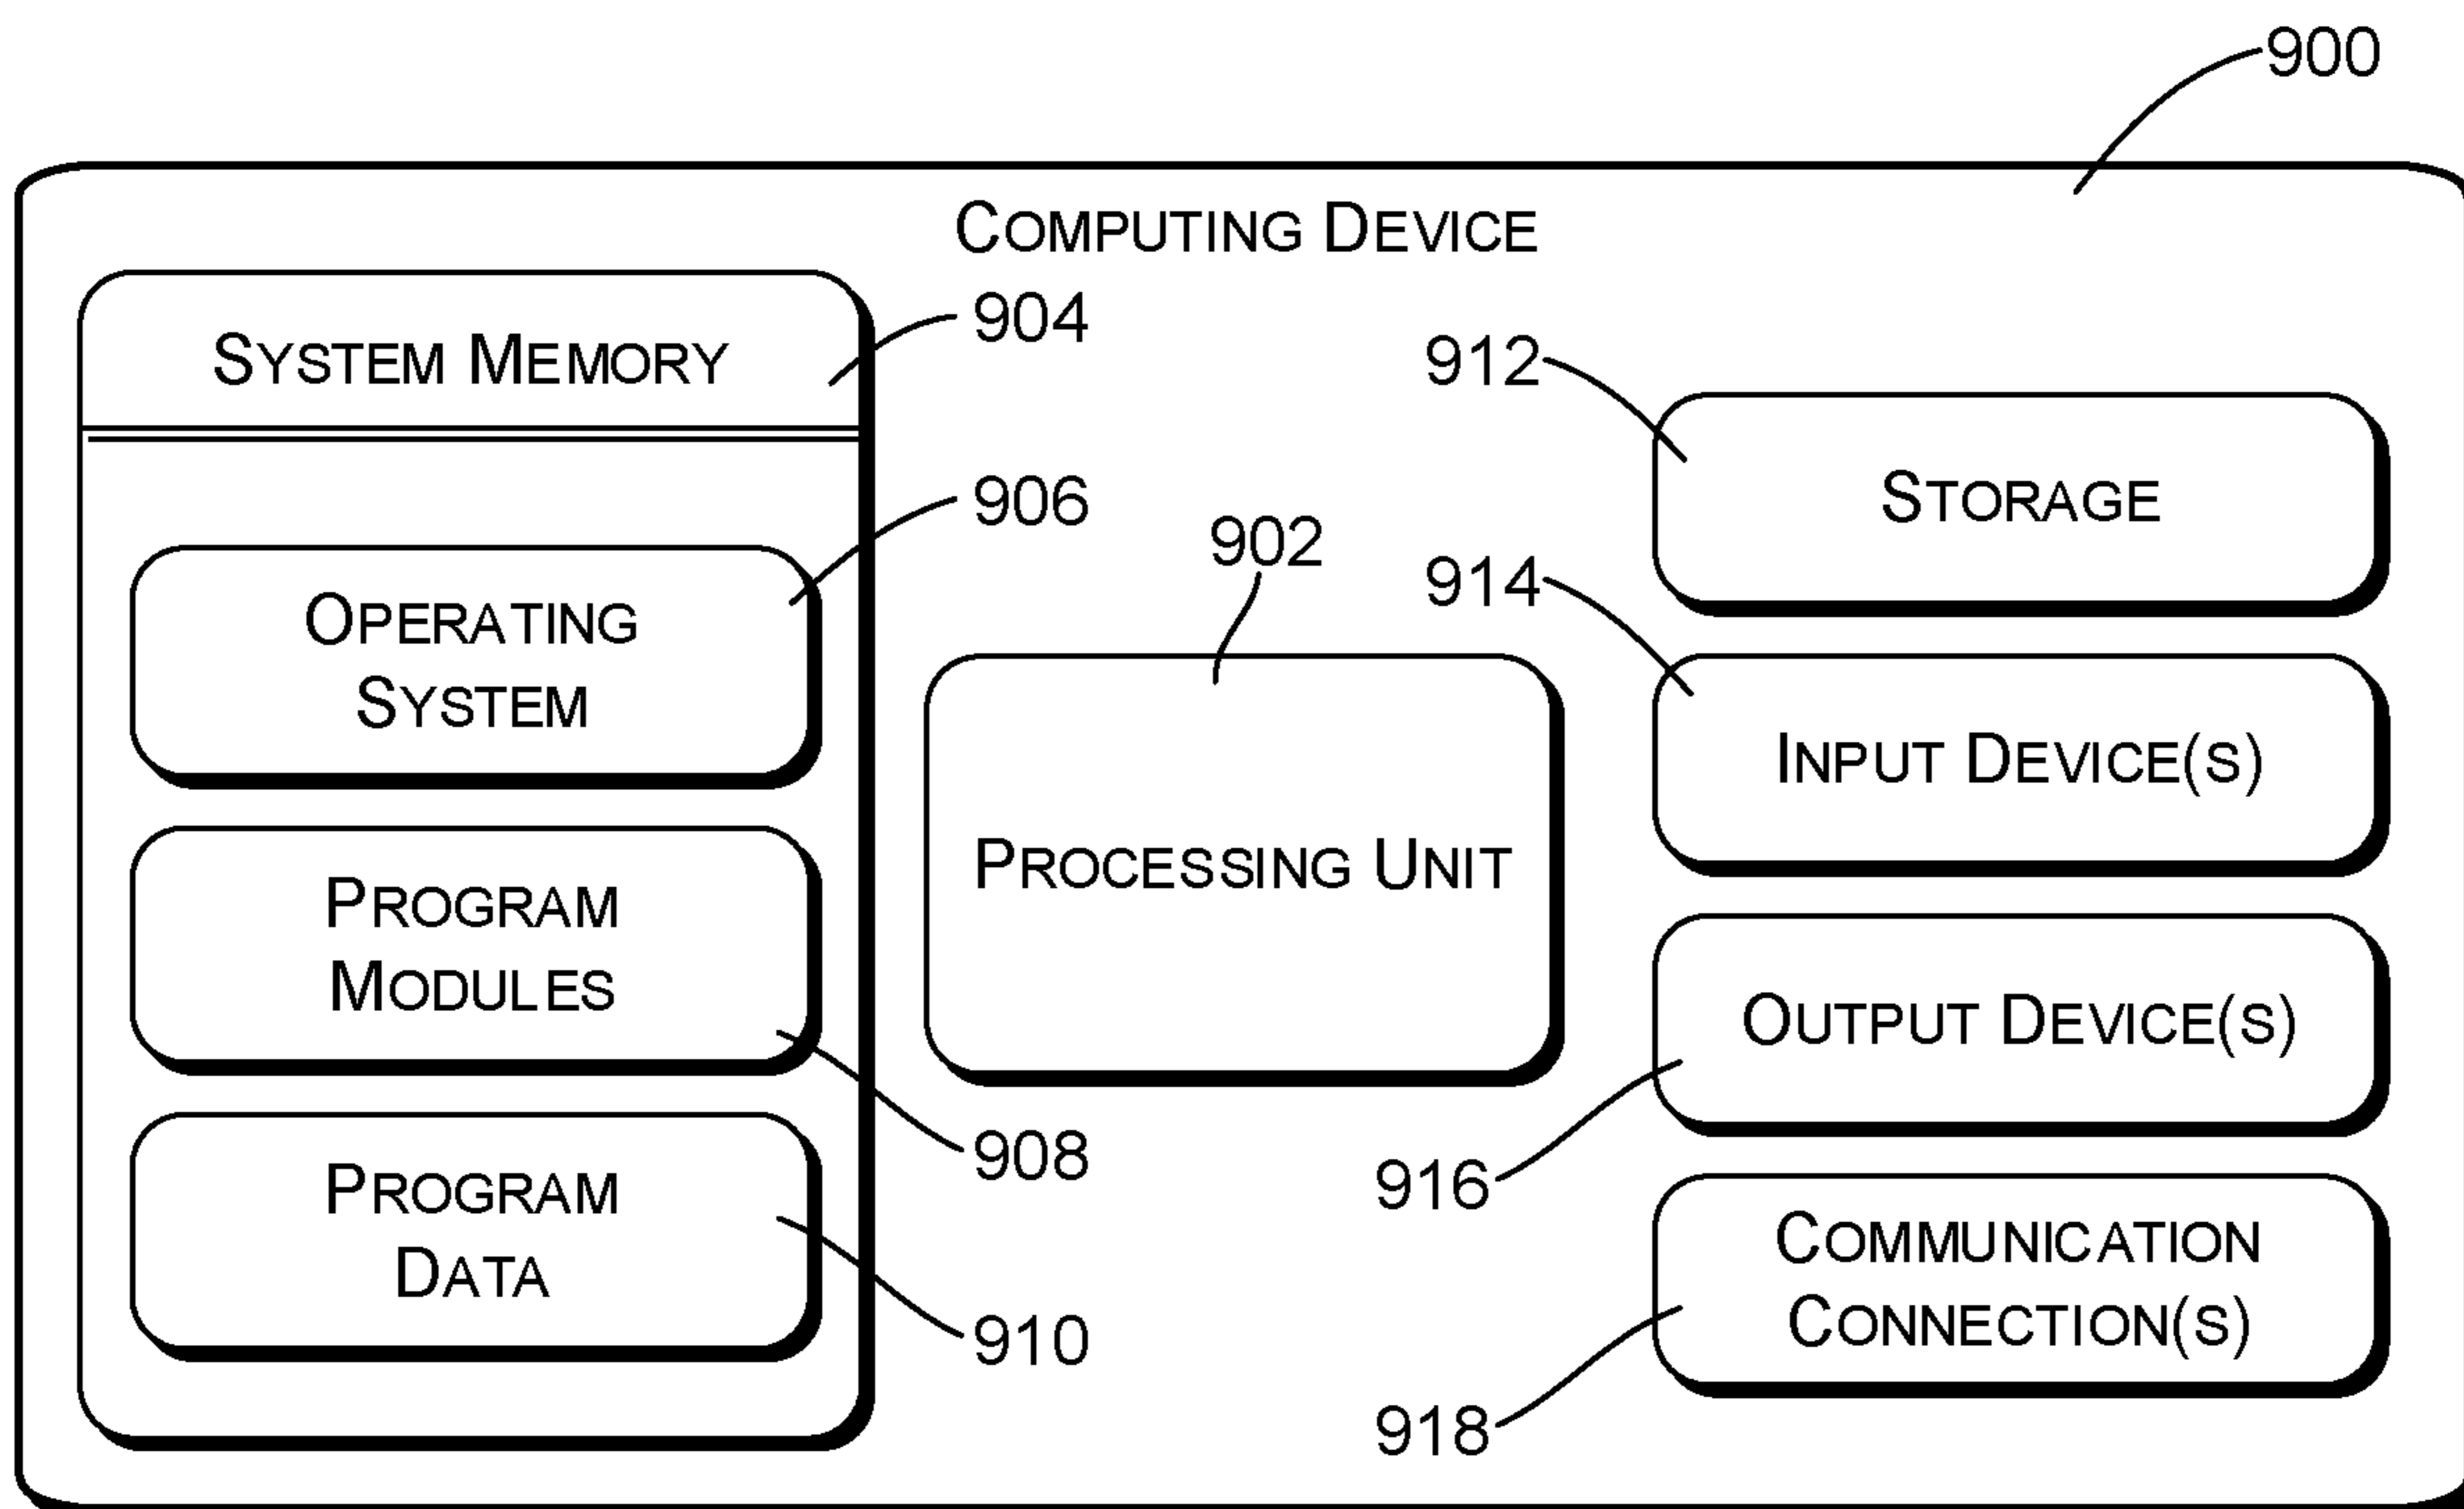 900
COMPUTING DEVICE
SYSTEM MEMORY
904
906
OPERATING
SYSTEM
PROGRAM
MODULES
908
PROGRAM
DATA
910
902
PROCESSING UNIT
912
STORAGE
914
INPUT DEVICE(S)
OUTPUT DEVICE(S)
916
COMMUNICATION
CONNECTION(S)
918